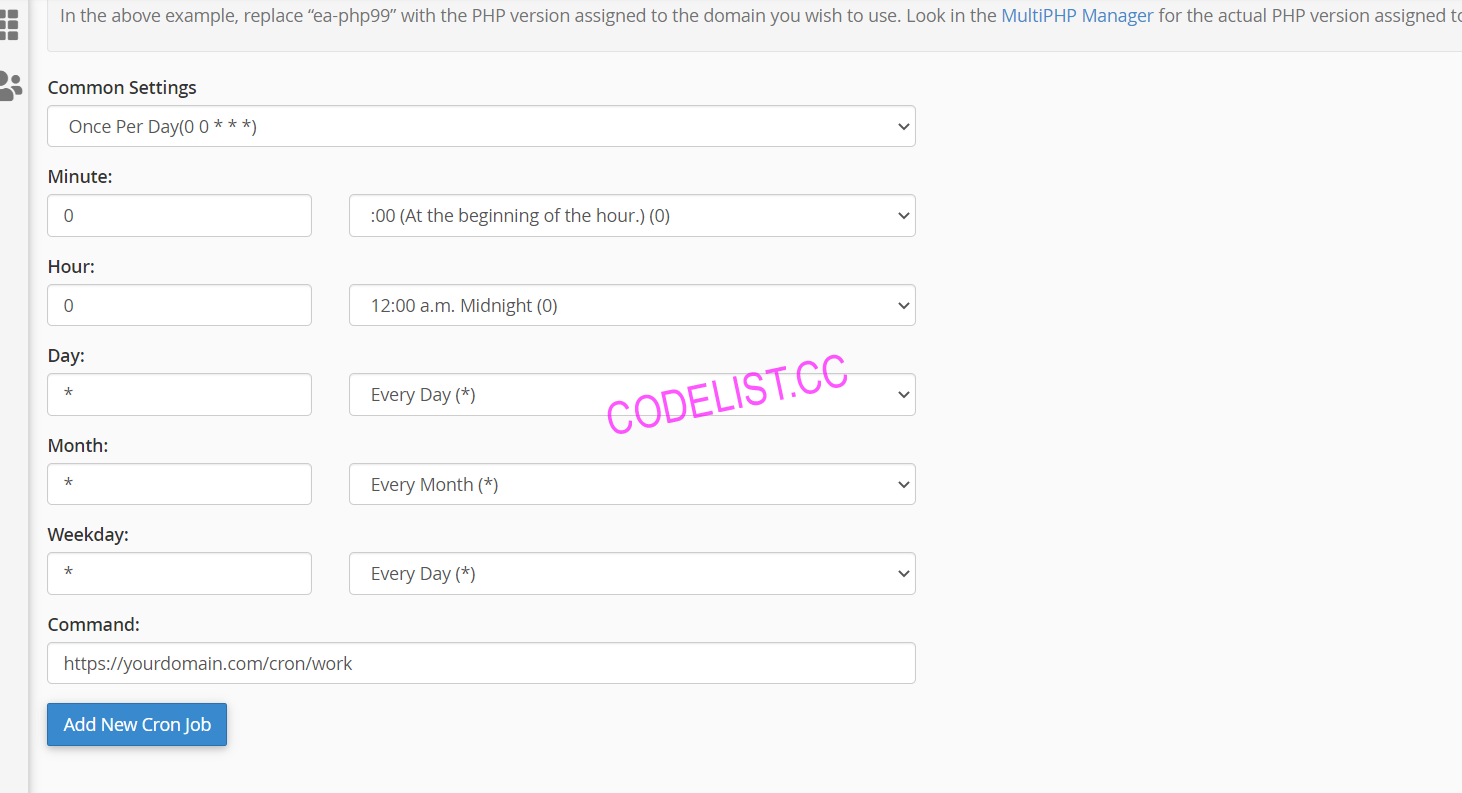 In the above example, replace “ea-php99” with the PHP version assigned to the domain you wish to use. Look in the MultiPHP Manager for the actual PHP version assigned to
Common Settings
Once Per Day(0 0 * * *)
Minute:
0 :00 (At the beginning of the hour.) (0)
Hour:
0 12:00 a.m. Midnight (0)
Day:
* Every Day (*)
CODELIST.CC
Month:
* Every Month (*)
Weekday:
* Every Day (*)
Command:
https://yourdomain.com/cron/work
Add New Cron Job